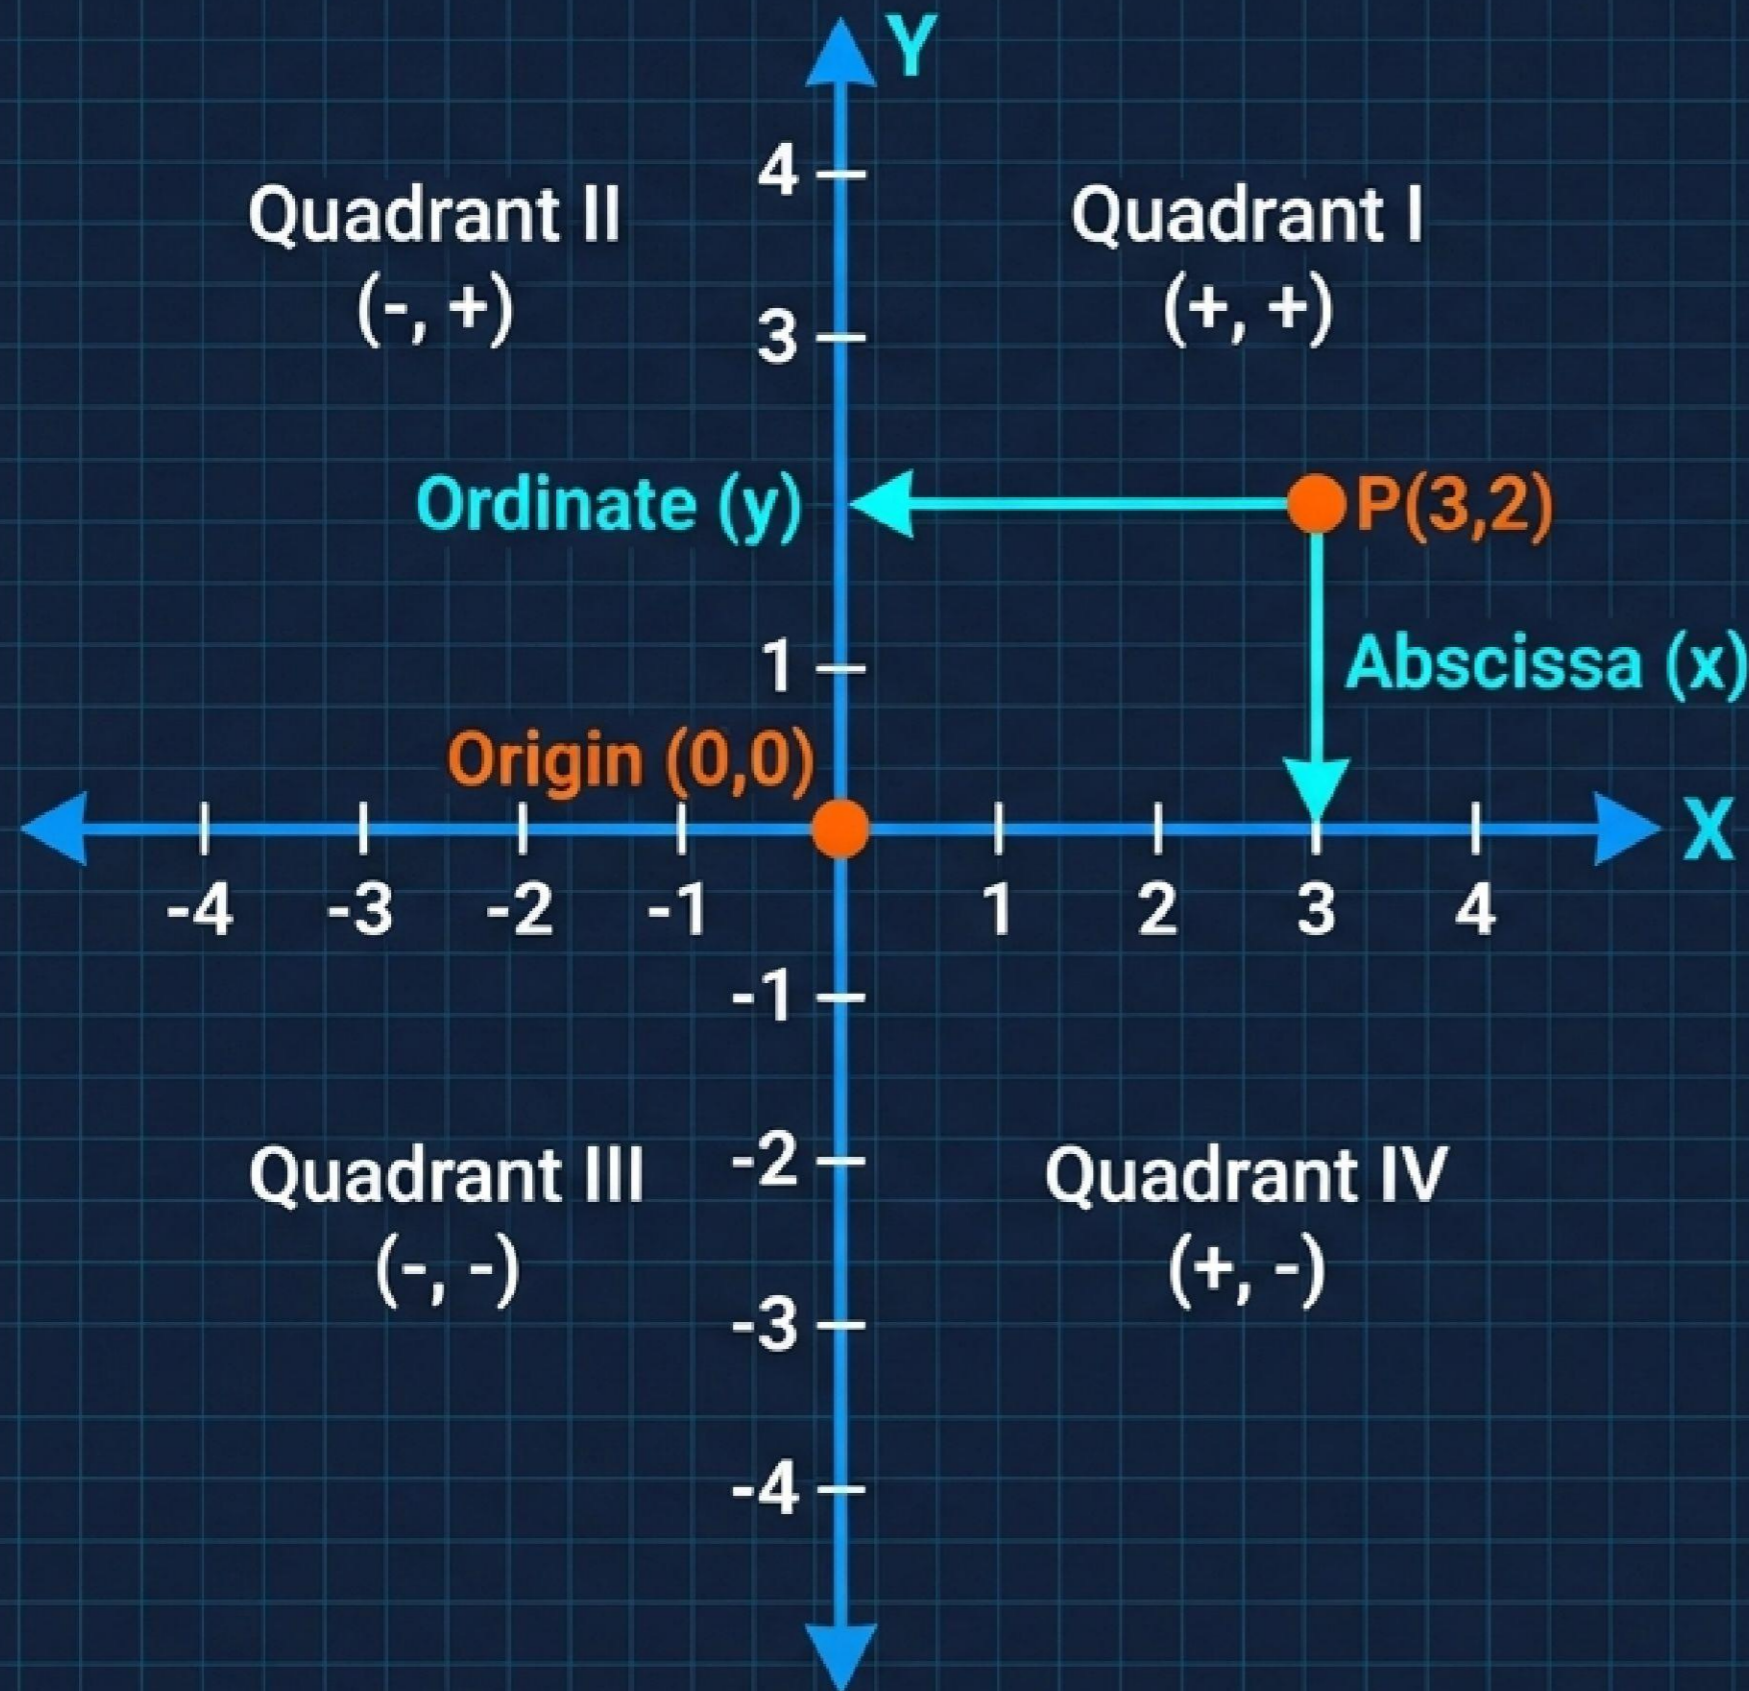 Y
4
Quadrant II
Quadrant I
(-, +)
(+, +)
3
Ordinate (y)
P(3,2)
1
Abscissa (x)
Origin (0,0)
X
-4 -3 -2 -1 1 2 3 4
-1
-2
Quadrant III
Quadrant IV
(-, -)
(+, -)
-3
-4